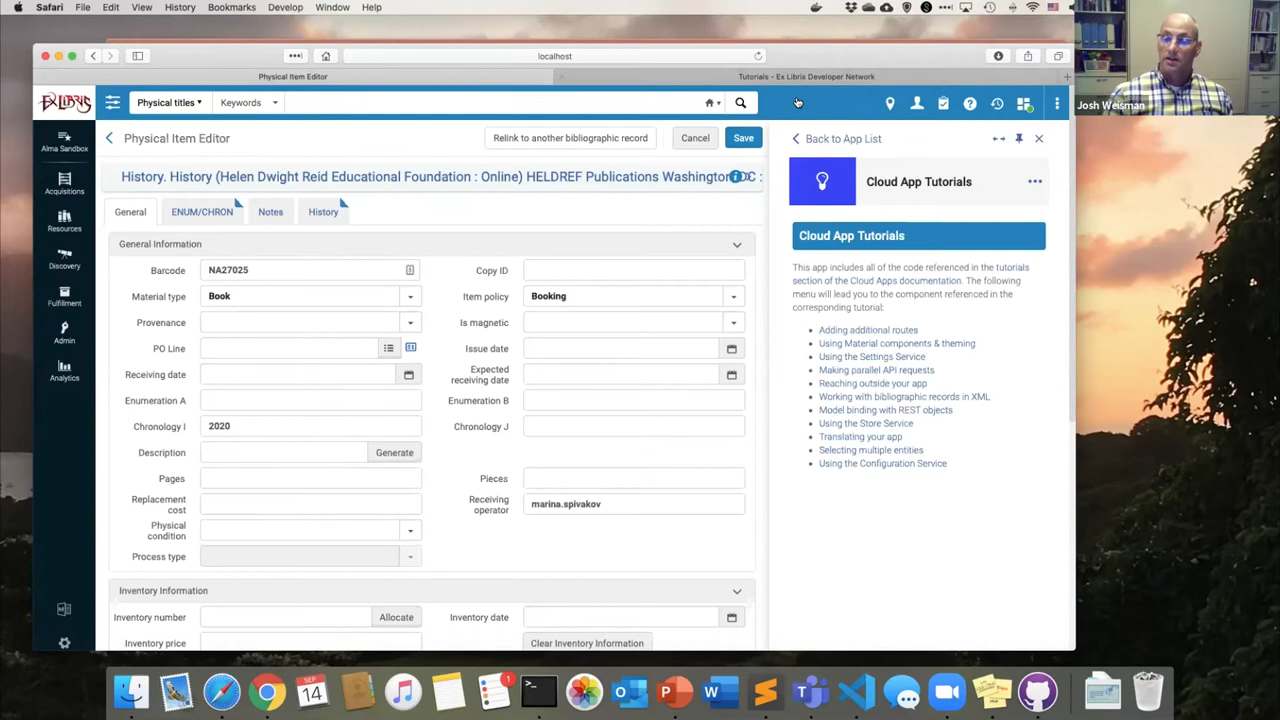 Safari File Edit View History Bookmarks Develop Window Help
localhost
Physical Item Editor
Tutorials - Ex Libris Developer Network
EXLIBRIS
Physical titles
Keywords
Josh Weisman
Alma Sandbox
Acquisitions
Resources
Discovery
Fulfillment
Admin
Analytics
Physical Item Editor
Relink to another bibliographic record
Cancel
Save
History. History (Helen Dwight Reid Educational Foundation : Online) HELDREF Publications Washington DC :
General ENUM/CHRON Notes History
General Information
Barcode NA27025 Copy ID
Material type Book Item policy Booking
Provenance Is magnetic
PO Line Issue date
Receiving date Expected receiving date
Enumeration A Enumeration B
Chronology I 2020 Chronology J
Description Generate
Pages Pieces
Replacement cost Receiving operator marina.spivakov
Physical condition
Process type
Inventory Information
Inventory number Allocate Inventory date
Inventory price Clear Inventory Information
Back to App List
Cloud App Tutorials
Cloud App Tutorials
This app includes all of the code referenced in the tutorials
section of the Cloud Apps documentation. The following
menu will lead you to the component referenced in the
corresponding tutorial:
Adding additional routes
Using Material components & theming
Using the Settings Service
Making parallel API requests
Reaching outside your app
Working with bibliographic records in XML
Model binding with REST objects
Using the Store Service
Translating your app
Selecting multiple entities
Using the Configuration Service
SEP
14
1